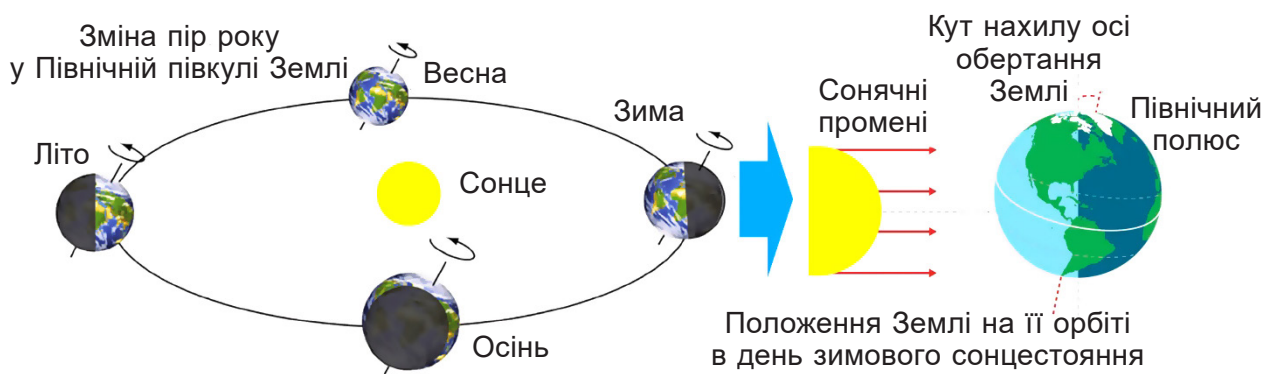 Зміна пір року
у Північній півкулі Землі
Весна
Зима
Літо
Сонце
Осінь
Сонячні
промені
Кут нахилу осі
обертання
Землі
Північний
полюс
Положення Землі на її орбіті
в день зимового сонцестояння